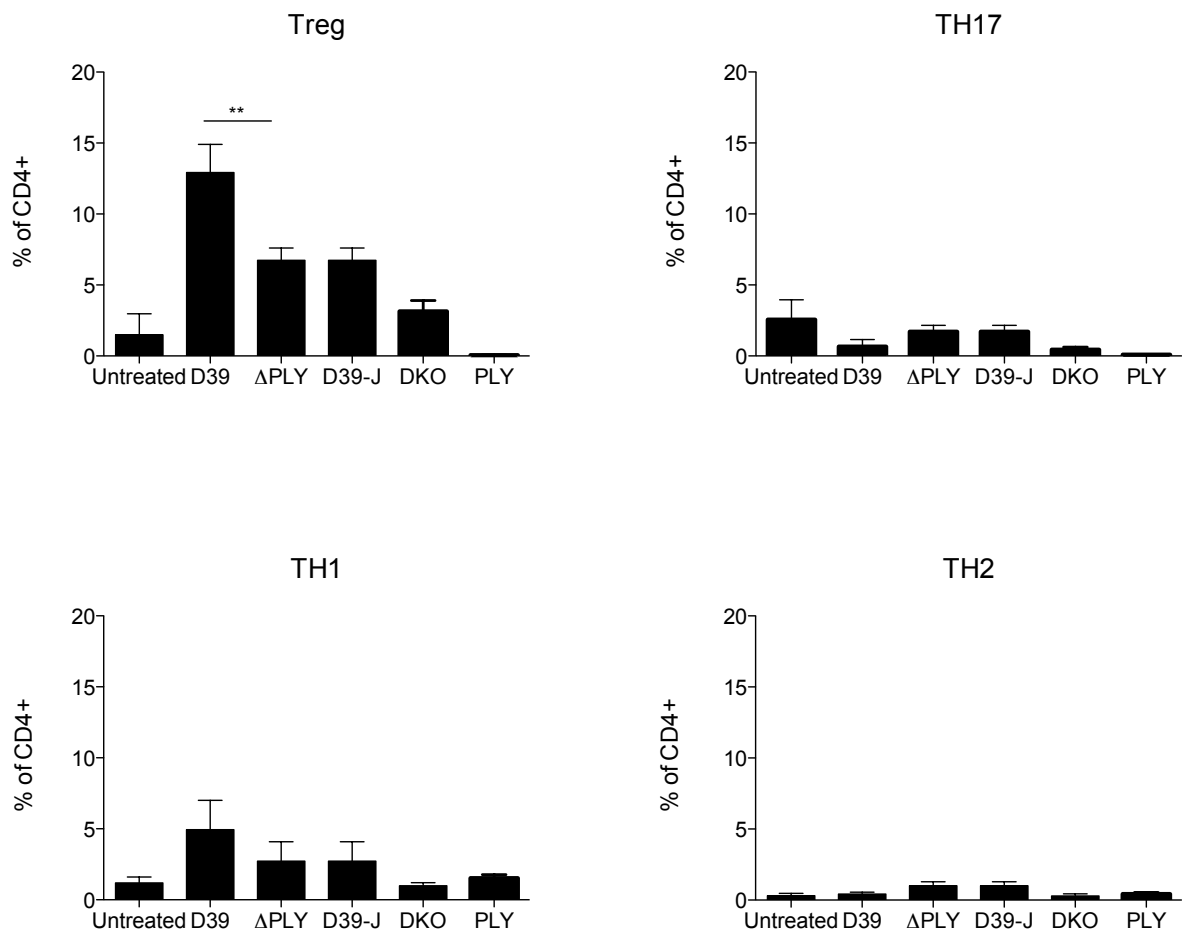 Treg
TH17
20
15
10
5
0
% of CD4+
**
Untreated D39 ΔPLY D39-J DKO PLY
20
15
10
5
0
% of CD4+
Untreated D39 ΔPLY D39-J DKO PLY
TH1
TH2
20
15
10
5
0
% of CD4+
Untreated D39 ΔPLY D39-J DKO PLY
20
15
10
5
0
% of CD4+
Untreated D39 ΔPLY D39-J DKO PLY